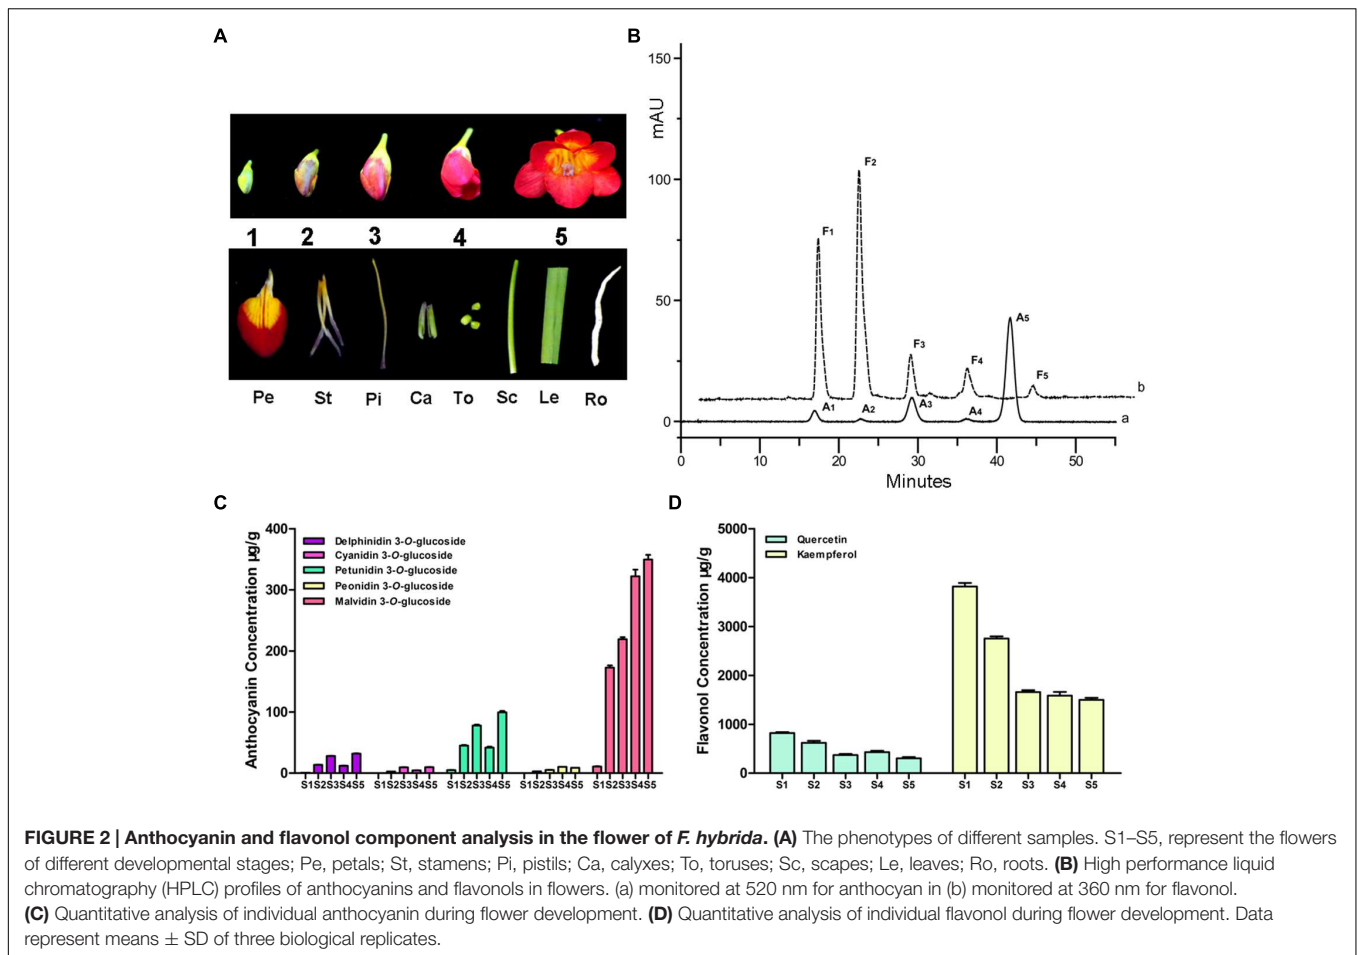 A
1 2 3 4 5
Pe St Pi Ca To Sc Le Ro
B
mAU
150
100
50
0
F1
F2
F3
F4
F5
b
A1
A2
A3
A4
A5
a
0 10 20 30 40 50
Minutes
C
Anthocyanin Concentration µg/g
400
300
200
100
0
Delphinidin 3-O-glucoside
Cyanidin 3-O-glucoside
Petunidin 3-O-glucoside
Peonidin 3-O-glucoside
Malvidin 3-O-glucoside
S1S2S3S4S5 S1S2S3S4S5 S1S2S3S4S5 S1S2S3S4S5 S1S2S3S4S5
D
Flavonol Concentration µg/g
5000
4000
3000
2000
1000
0
Quercetin
Kaempferol
S1 S2 S3 S4 S5 S1 S2 S3 S4 S5
FIGURE 2 | Anthocyanin and flavonol component analysis in the flower of F. hybrida. (A) The phenotypes of different samples. S1–S5, represent the flowers
of different developmental stages; Pe, petals; St, stamens; Pi, pistils; Ca, calyxes; To, toruses; Sc, scapes; Le, leaves; Ro, roots. (B) High performance liquid
chromatography (HPLC) profiles of anthocyanins and flavonols in flowers. (a) monitored at 520 nm for anthocyan in (b) monitored at 360 nm for flavonol.
(C) Quantitative analysis of individual anthocyanin during flower development. (D) Quantitative analysis of individual flavonol during flower development. Data
represent means ± SD of three biological replicates.